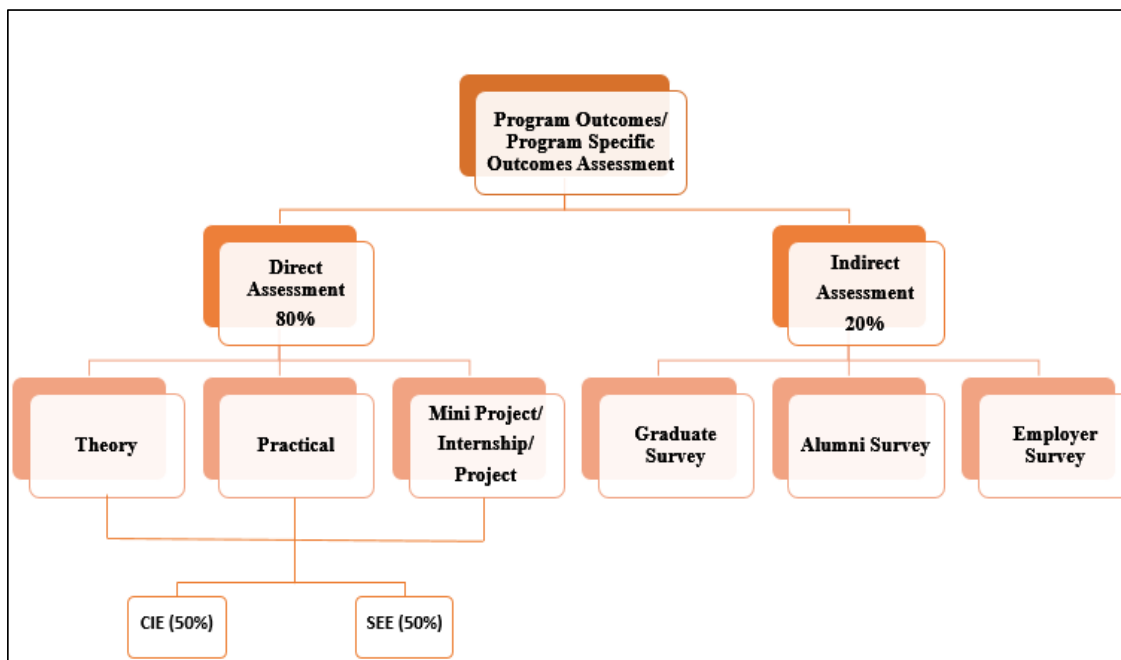 Program Outcomes/
Program Specific
Outcomes Assessment
Direct
Assessment
80%
Indirect
Assessment
20%
Theory
Practical
Mini Project/
Internship/
Project
Graduate
Survey
Alumni Survey
Employer
Survey
CIE (50%)
SEE (50%)